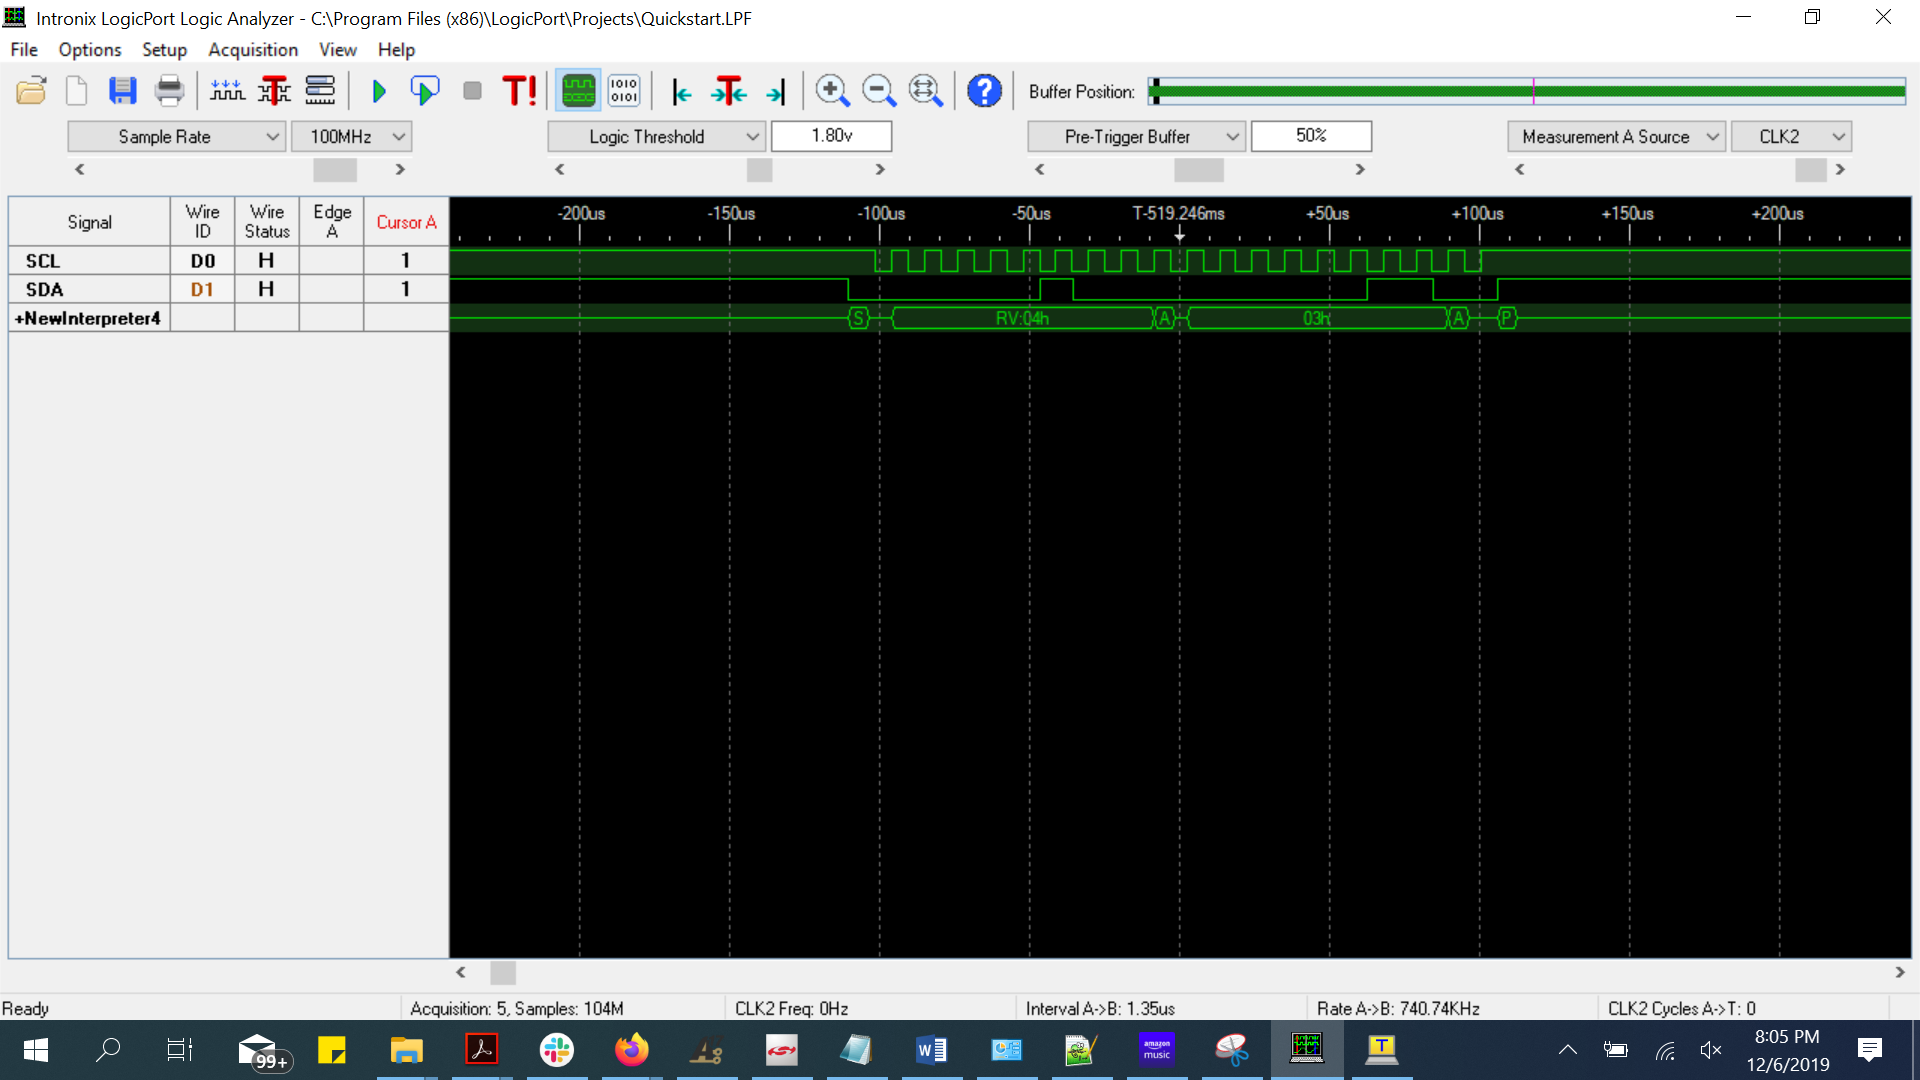 Intronix LogicPort Logic Analyzer - C:\Program Files (x86)\LogicPort\Projects\Quickstart.LPF
File Options Setup Acquisition View Help
T! 1010 0101 ? Buffer Position:
Sample Rate 100MHz Logic Threshold 1.80v Pre-Trigger Buffer 50% Measurement A Source CLK2
Signal Wire ID Wire Status Edge A Cursor A -200us -150us -100us -50us T-519.246ms +50us +100us +150us +200us
SCL D0 H 1
SDA D1 H 1
+NewInterpreter4 S RV:04h A 03h A P
Ready Acquisition: 5, Samples: 104M CLK2 Freq: 0Hz Interval A->B: 1.35us Rate A->B: 740.74KHz CLK2 Cycles A->T: 0
99+ W amazon music T 8:05 PM
12/6/2019